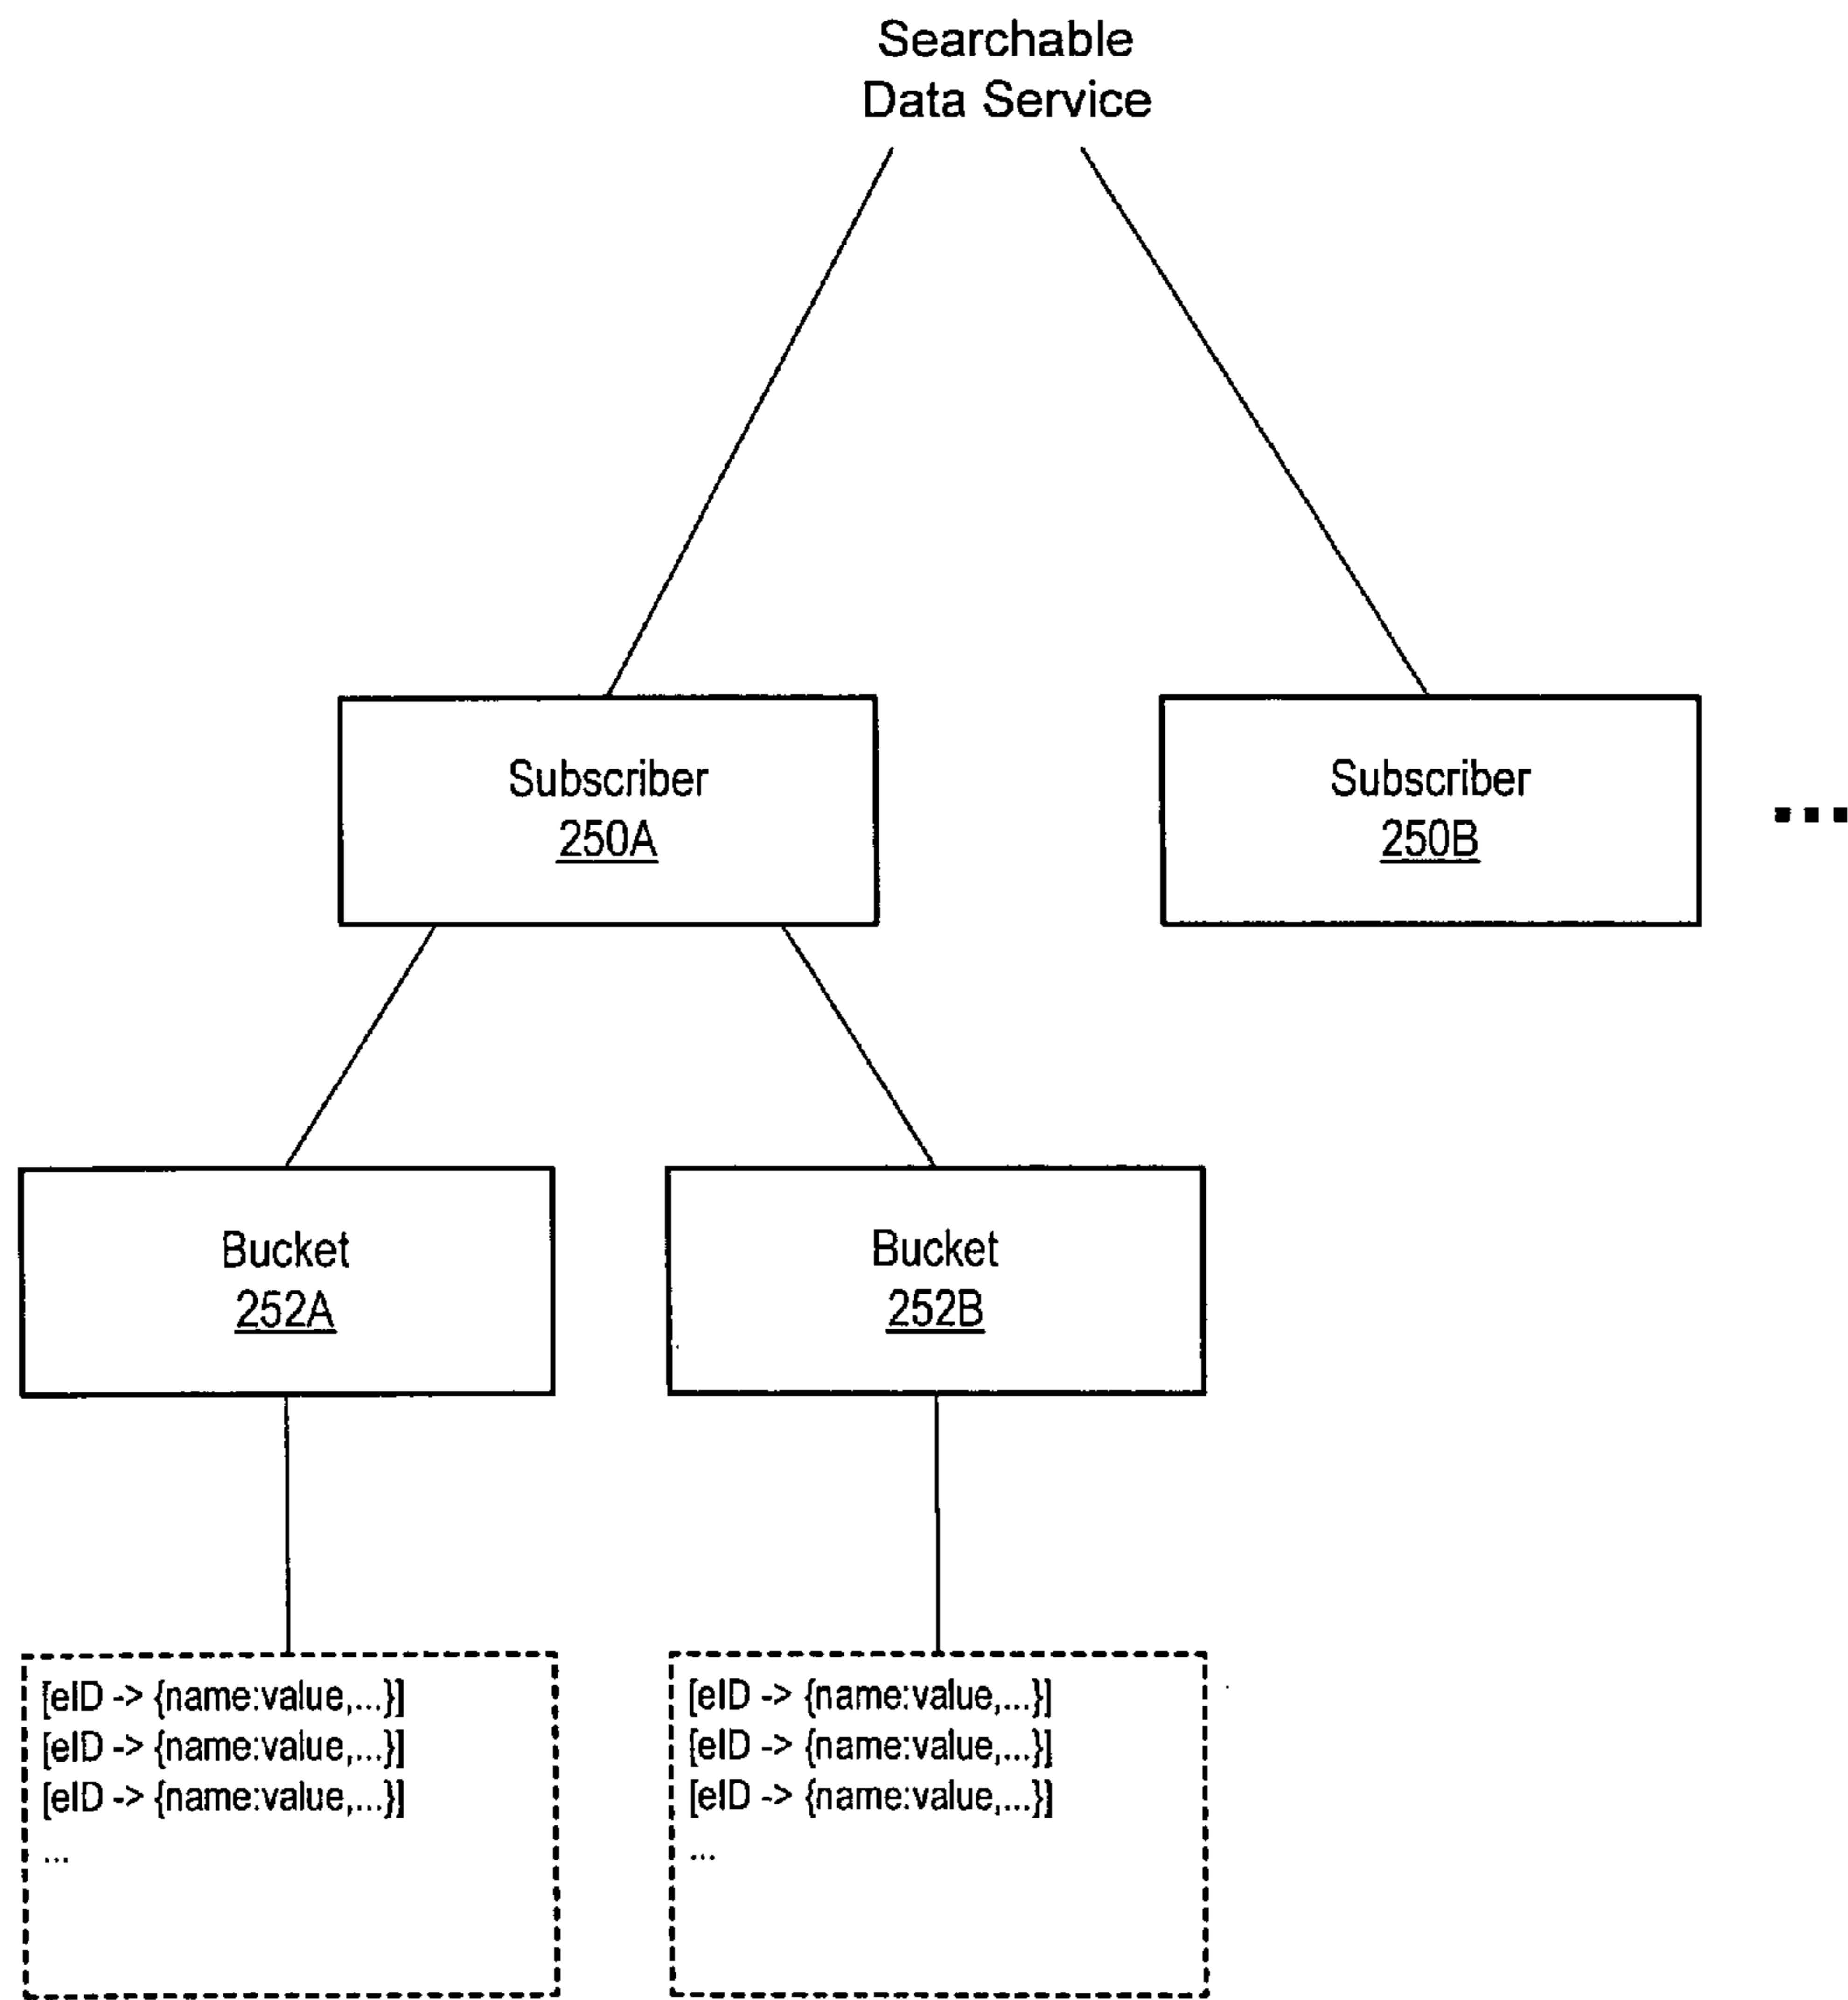 Searchable
Data Service
Subscriber
250A
Subscriber
250B
...
Bucket
252A
Bucket
252B
[eID -> {name:value,...}]
[eID -> {name:value,...}]
[eID -> {name:value,...}]
...
[eID -> {name:value,...}]
[eID -> {name:value,...}]
[eID -> {name:value,...}]
...